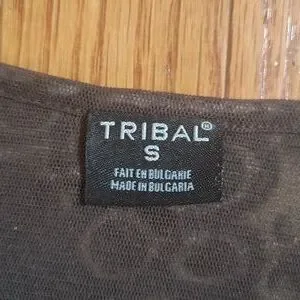 TRIBAL®
S
FAIT EN BULGARIE
MADE IN BULGARIA